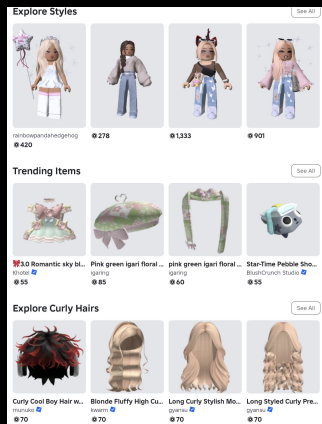 Explore Styles
See All
rainbowpandahedgehog
420
278
1,333
901
Trending Items
See All
3.0 Romantic sky bl...
Pink green igari floral ...
pink green igari floral ...
Star-Time Pebble Sho...
Khotei
igaring
igaring
BlushCrunch Studio
55
85
60
55
Explore Curly Hairs
See All
Curly Cool Boy Hair w...
Blonde Fluffy High Cu...
Long Curly Stylish Mo...
Long Styled Curly Pre...
munuko
kwarm
gyansu
gyansu
70
70
70
70